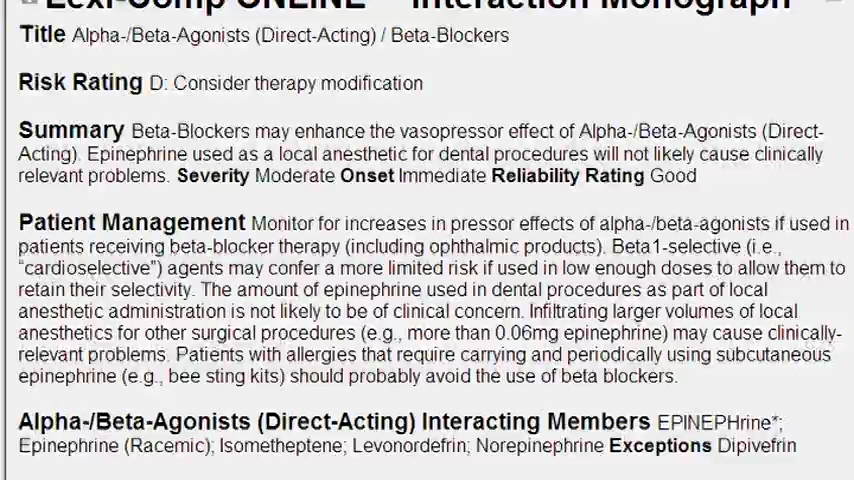 Lexi-Comp ONLINE Interaction Monograph
Title Alpha-/Beta-Agonists (Direct-Acting) / Beta-Blockers
Risk Rating D: Consider therapy modification
Summary Beta-Blockers may enhance the vasopressor effect of Alpha-/Beta-Agonists (Direct-
Acting). Epinephrine used as a local anesthetic for dental procedures will not likely cause clinically
relevant problems. Severity Moderate Onset Immediate Reliability Rating Good
Patient Management Monitor for increases in pressor effects of alpha-/beta-agonists if used in
patients receiving beta-blocker therapy (including ophthalmic products). Beta1-selective (i.e.,
“cardioselective”) agents may confer a more limited risk if used in low enough doses to allow them to
retain their selectivity. The amount of epinephrine used in dental procedures as part of local
anesthetic administration is not likely to be of clinical concern. Infiltrating larger volumes of local
anesthetics for other surgical procedures (e.g., more than 0.06mg epinephrine) may cause clinically-
relevant problems. Patients with allergies that require carrying and periodically using subcutaneous
epinephrine (e.g., bee sting kits) should probably avoid the use of beta blockers.
Alpha-/Beta-Agonists (Direct-Acting) Interacting Members EPINEPHrine*;
Epinephrine (Racemic); Isometheptene; Levonordefrin; Norepinephrine Exceptions Dipivefrin